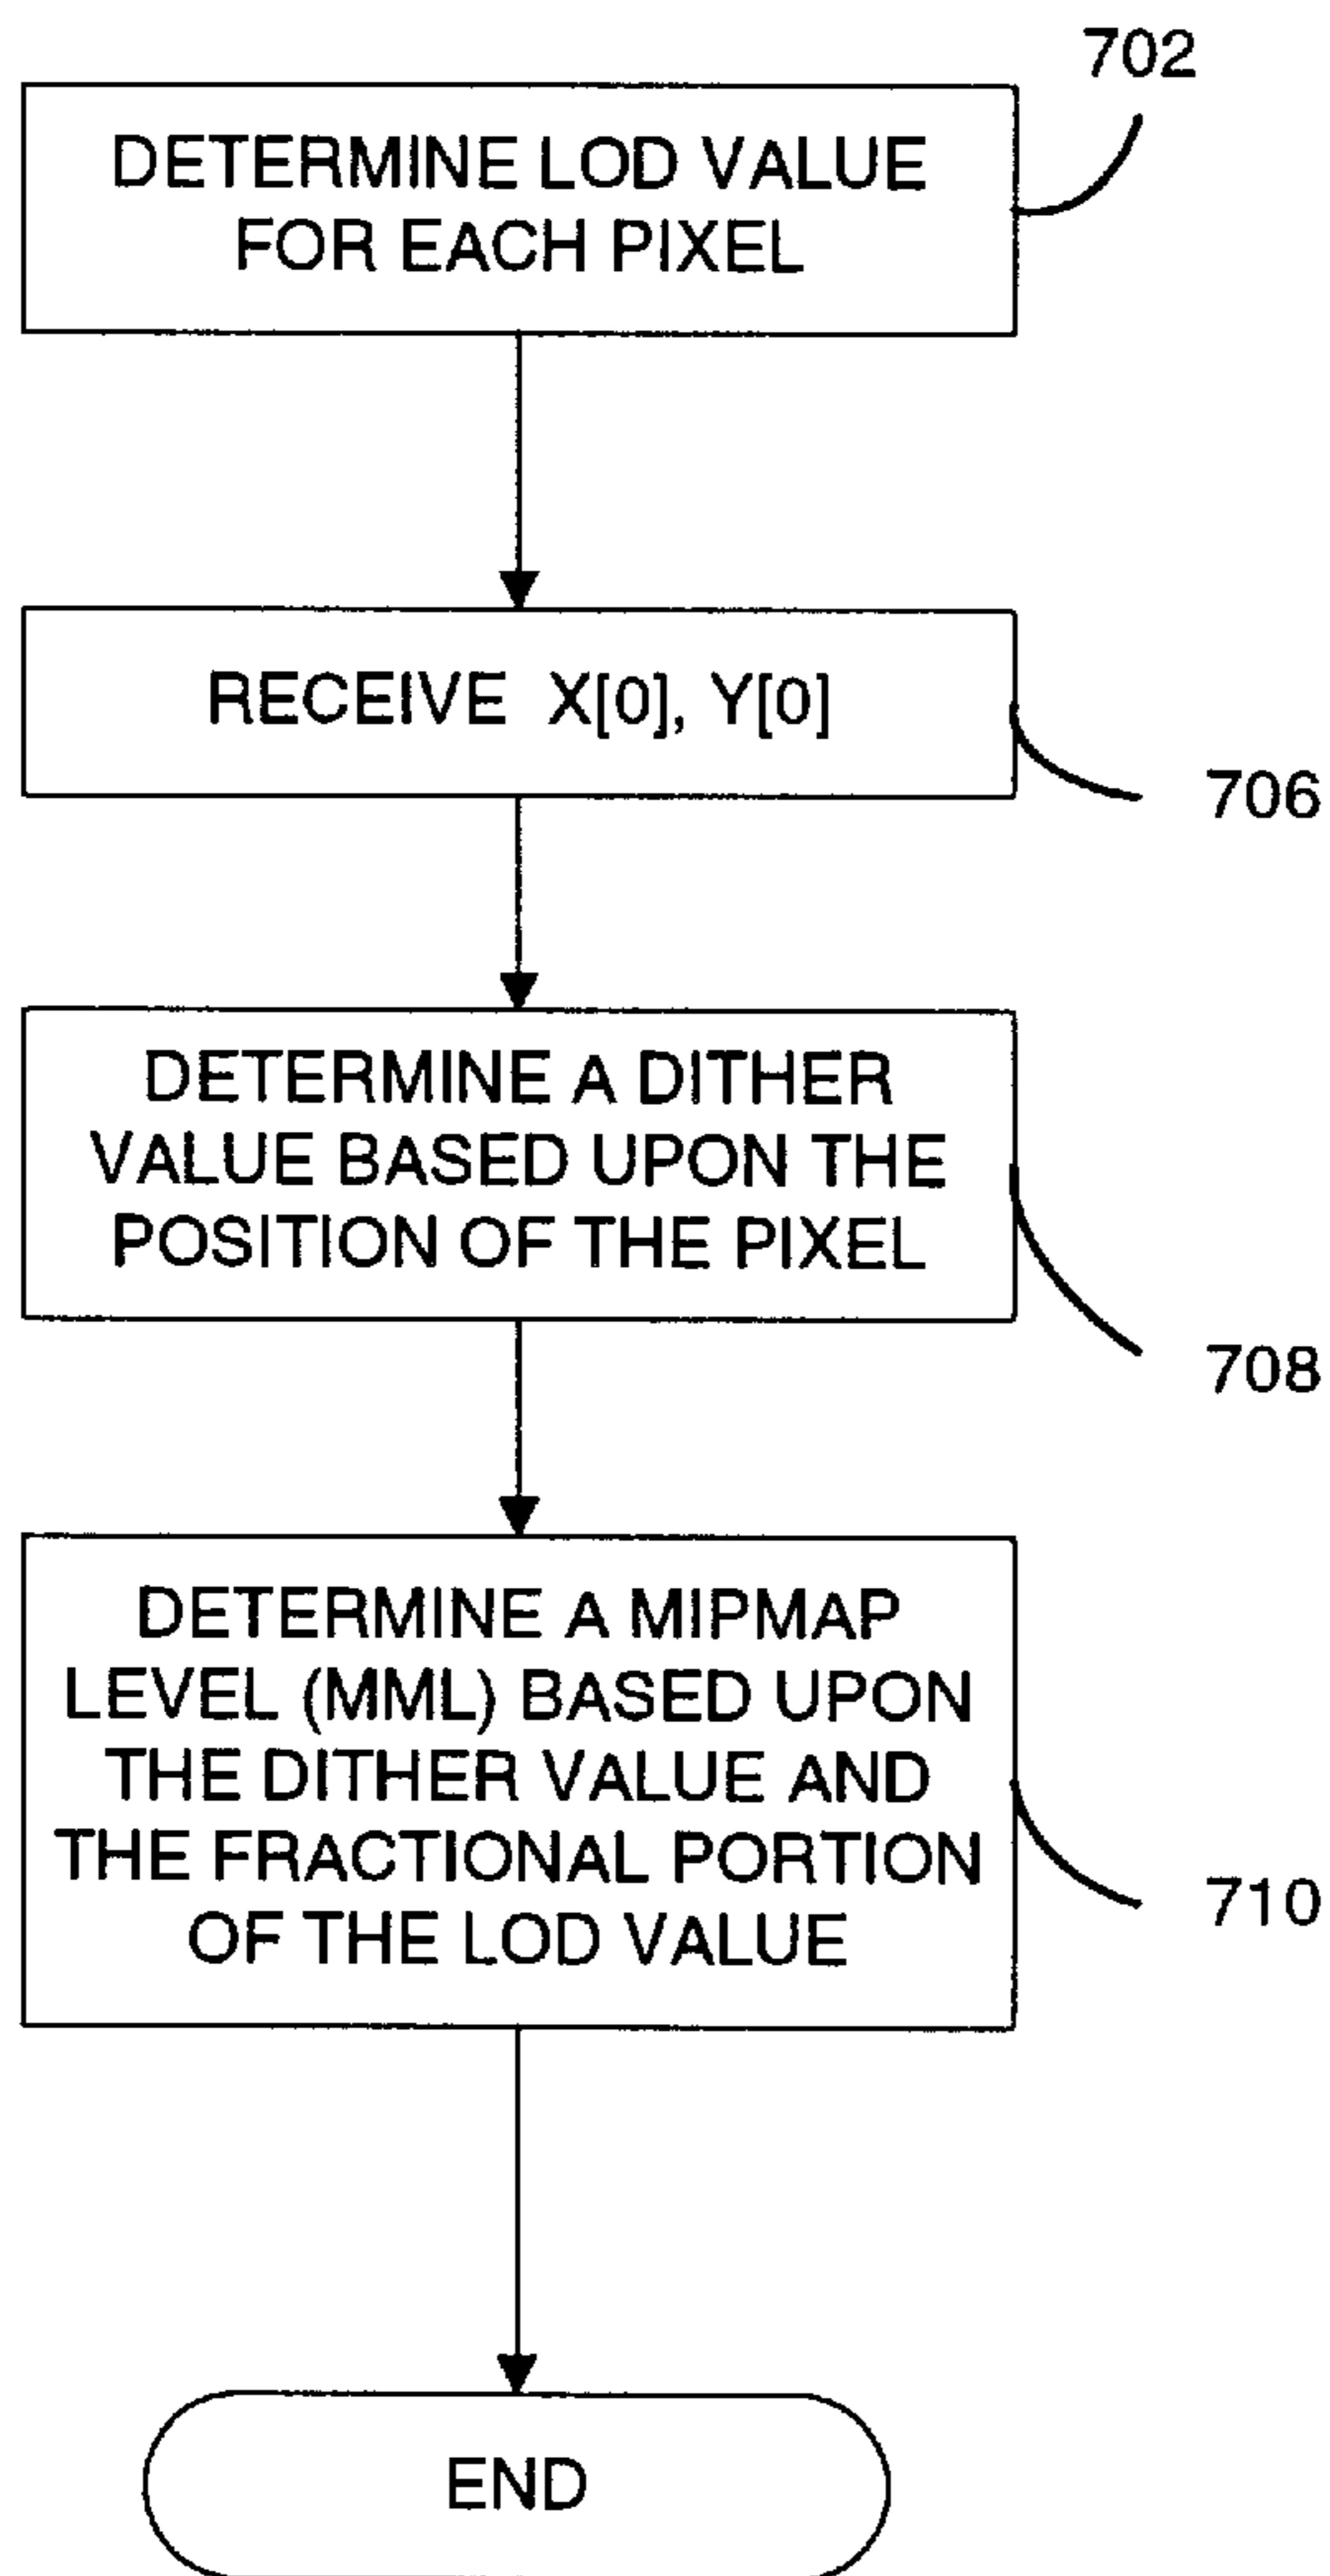 702
DETERMINE LOD VALUE
FOR EACH PIXEL
RECEIVE X[0], Y[0]
706
DETERMINE A DITHER
VALUE BASED UPON THE
POSITION OF THE PIXEL
708
DETERMINE A MIPMAP
LEVEL (MML) BASED UPON
THE DITHER VALUE AND
THE FRACTIONAL PORTION
OF THE LOD VALUE
710
END